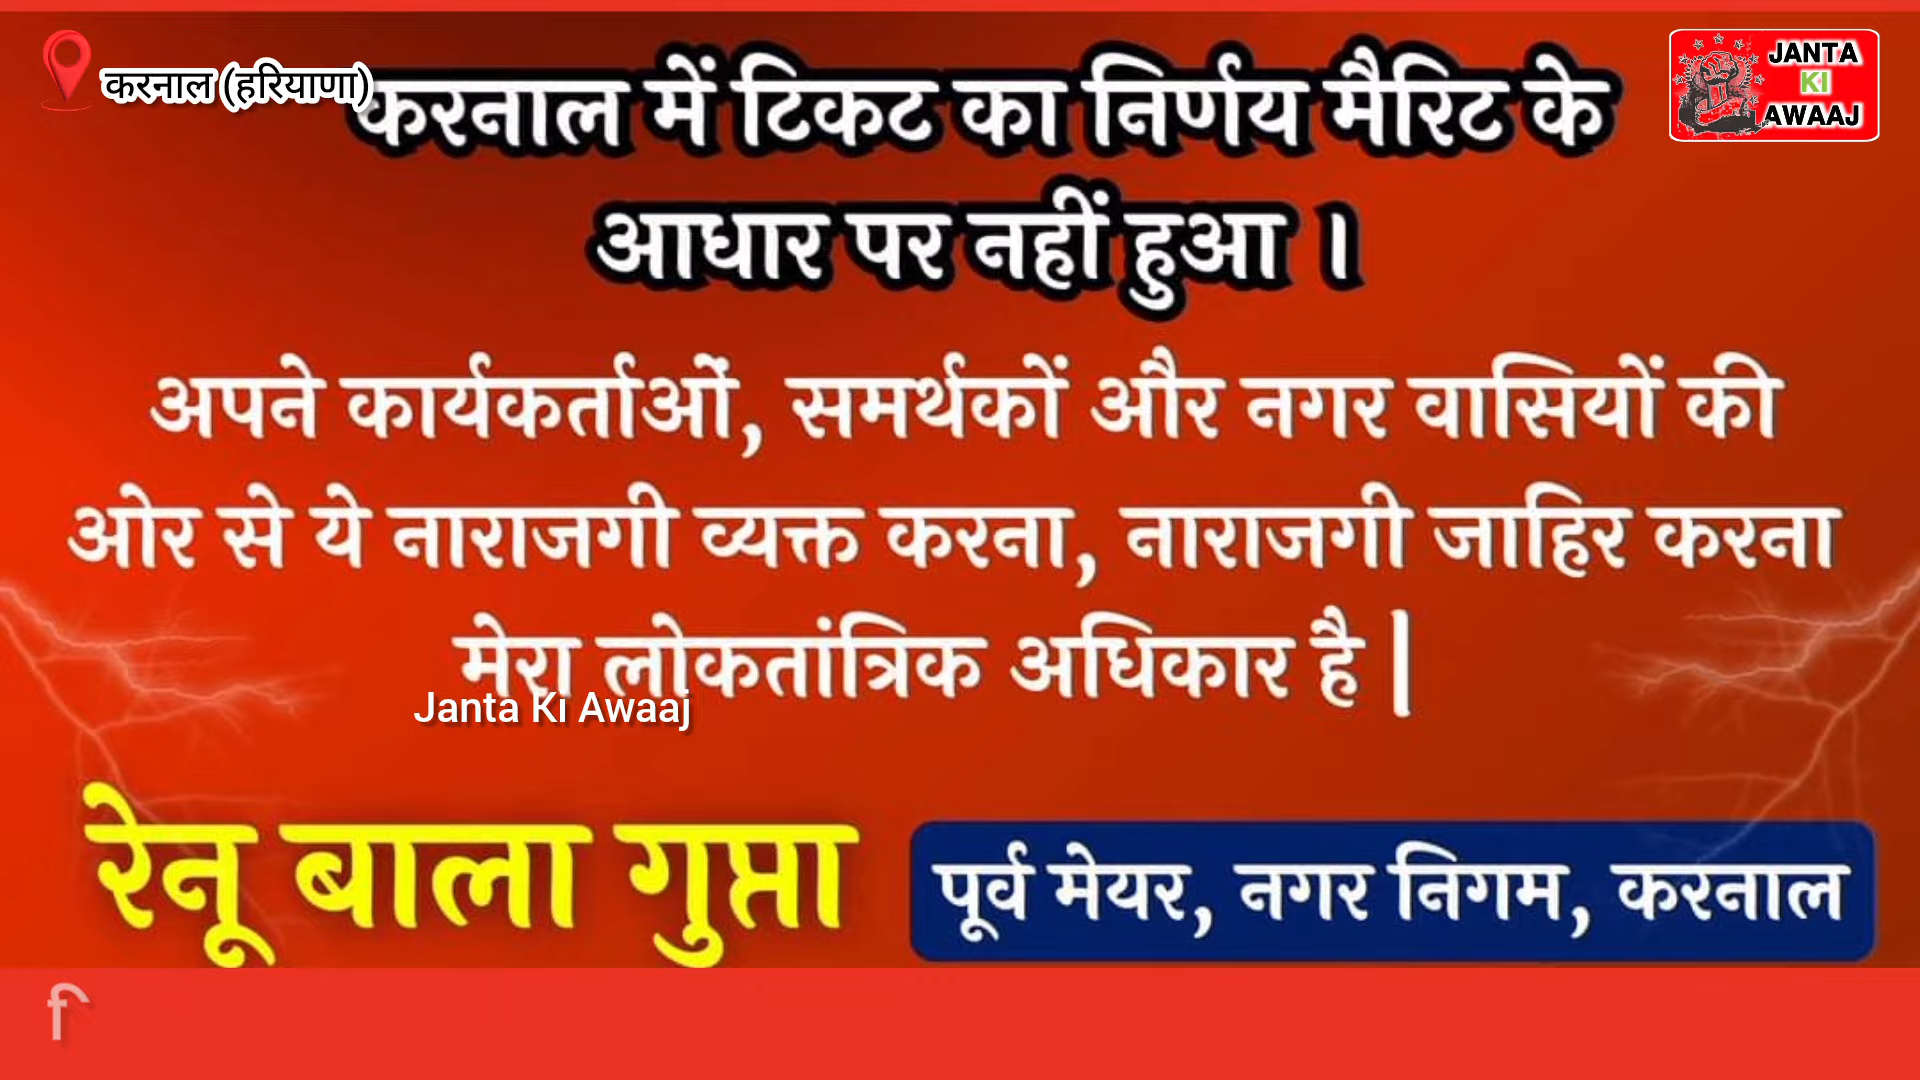 करनाल (हरियाणा)
JANTA
KI
AWAAJ
करनाल में टिकट का निर्णय मैरिट के
आधार पर नहीं हुआ ।
अपने कार्यकर्ताओं, समर्थकों और नगर वासियों की
ओर से ये नाराजगी व्यक्त करना, नाराजगी जाहिर करना
मेरा लोकतांत्रिक अधिकार है |
Janta Ki Awaaj
रेनू बाला गुप्ता
पूर्व मेयर, नगर निगम, करनाल